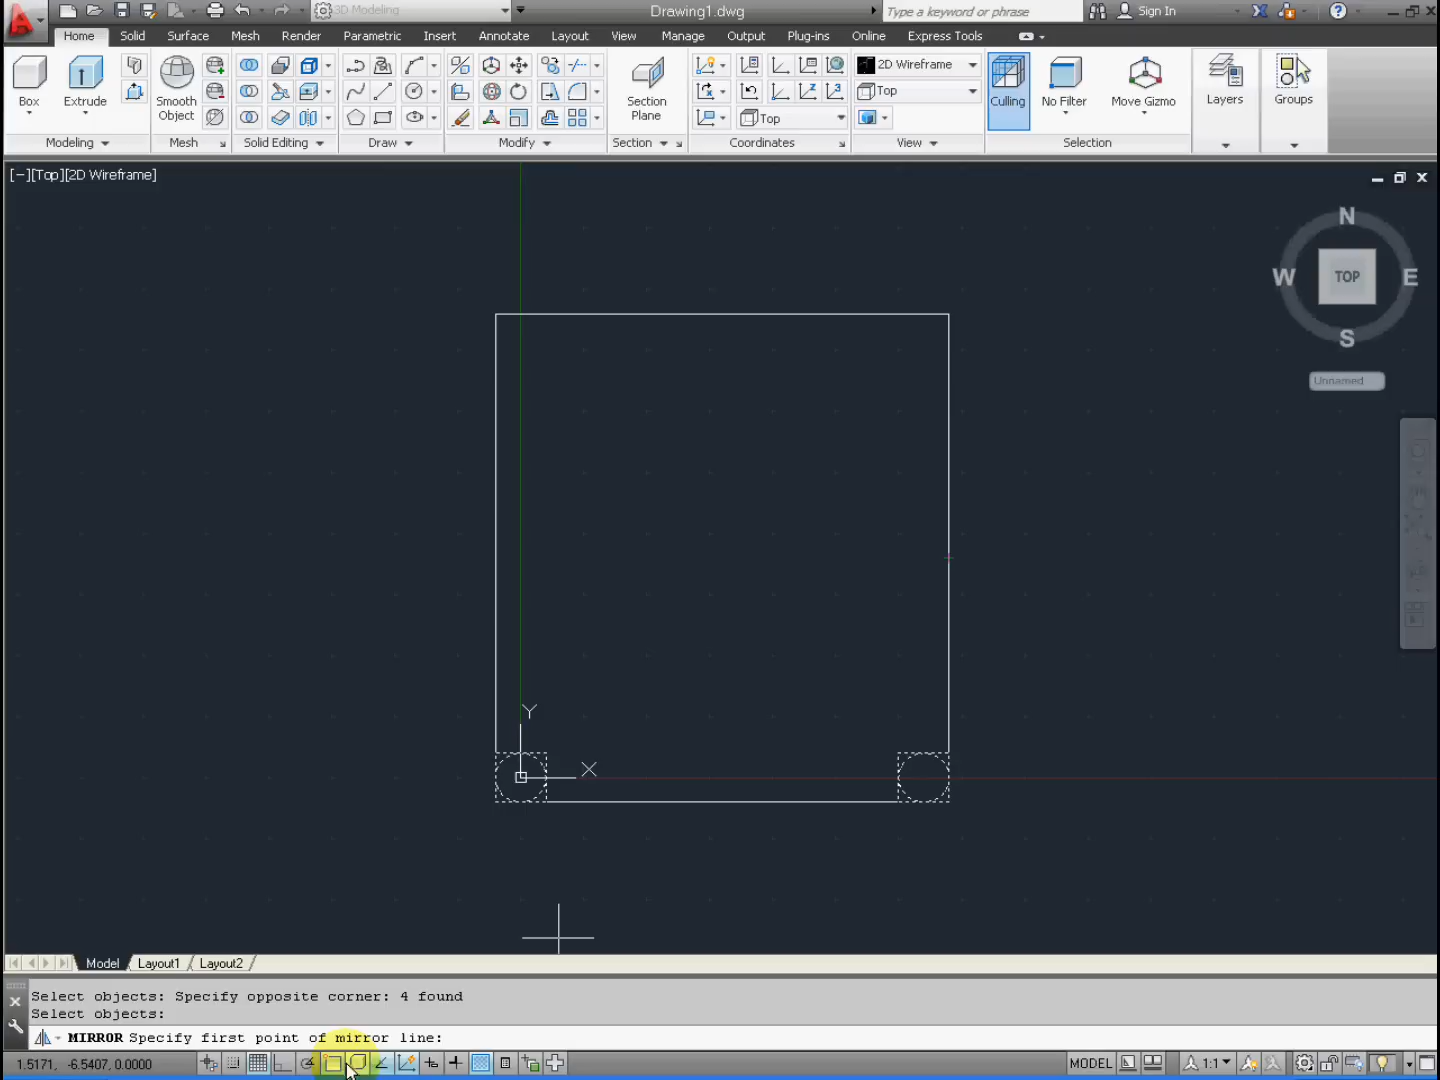 3D Modeling
Drawing1.dwg
Type a keyword or phrase
Sign In
Home Solid Surface Mesh Render Parametric Insert Annotate Layout View Manage Output Plug-ins Online Express Tools
Box
Extrude
Smooth
Object
Section
Plane
2D Wireframe
Top
Top
Culling
No Filter
Move Gizmo
Layers
Groups
Modeling Mesh Solid Editing Draw Modify Section Coordinates View Selection
[−][Top][2D Wireframe]
N
W TOP E
S
Unnamed
Y
X
Model Layout1 Layout2
Select objects: Specify opposite corner: 4 found
Select objects:
MIRROR Specify first point of mirror line:
1.5171, -6.5407, 0.0000
MODEL
1:1